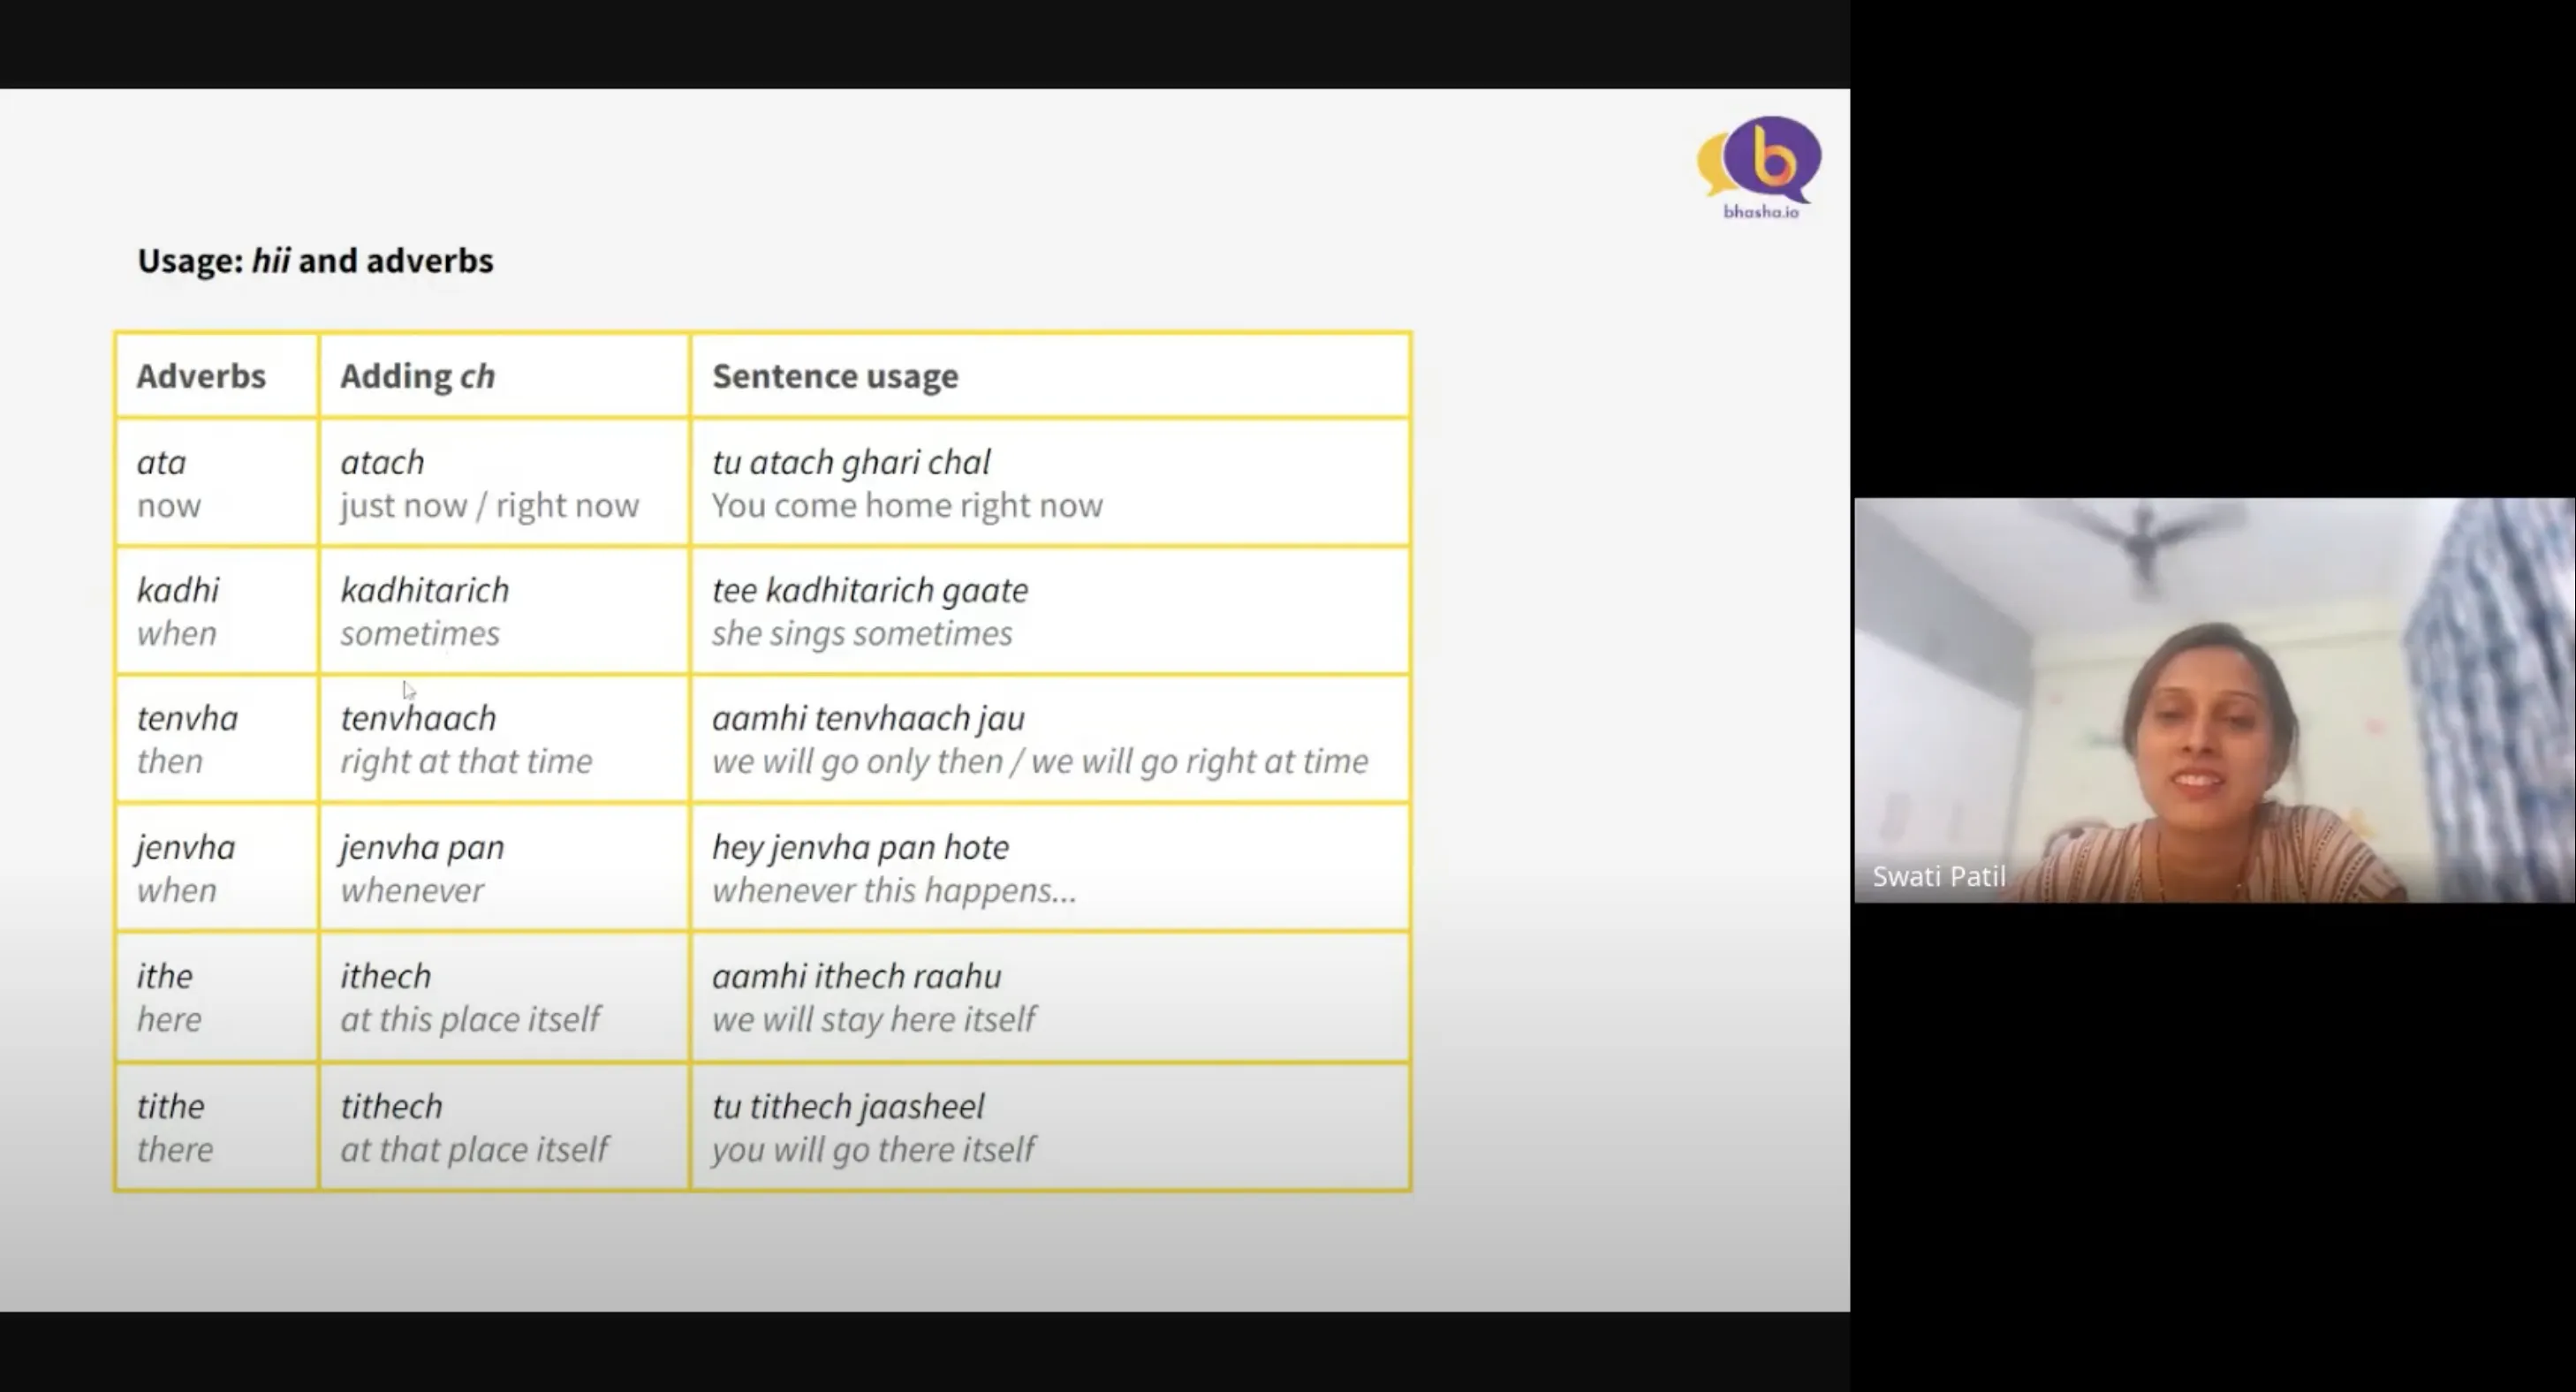 bhasha.io
Usage: hii and adverbs
Adverbs
Adding ch
Sentence usage
ata
now
atach
just now / right now
tu atach ghari chal
You come home right now
kadhi
when
kadhitarich
sometimes
tee kadhitarich gaate
she sings sometimes
tenvha
then
tenvhaach
right at that time
aamhi tenvhaach jau
we will go only then / we will go right at time
jenvha
when
jenvha pan
whenever
hey jenvha pan hote
whenever this happens...
ithe
here
ithech
at this place itself
aamhi ithech raahu
we will stay here itself
tithe
there
tithech
at that place itself
tu tithech jaasheel
you will go there itself
Swati Patil